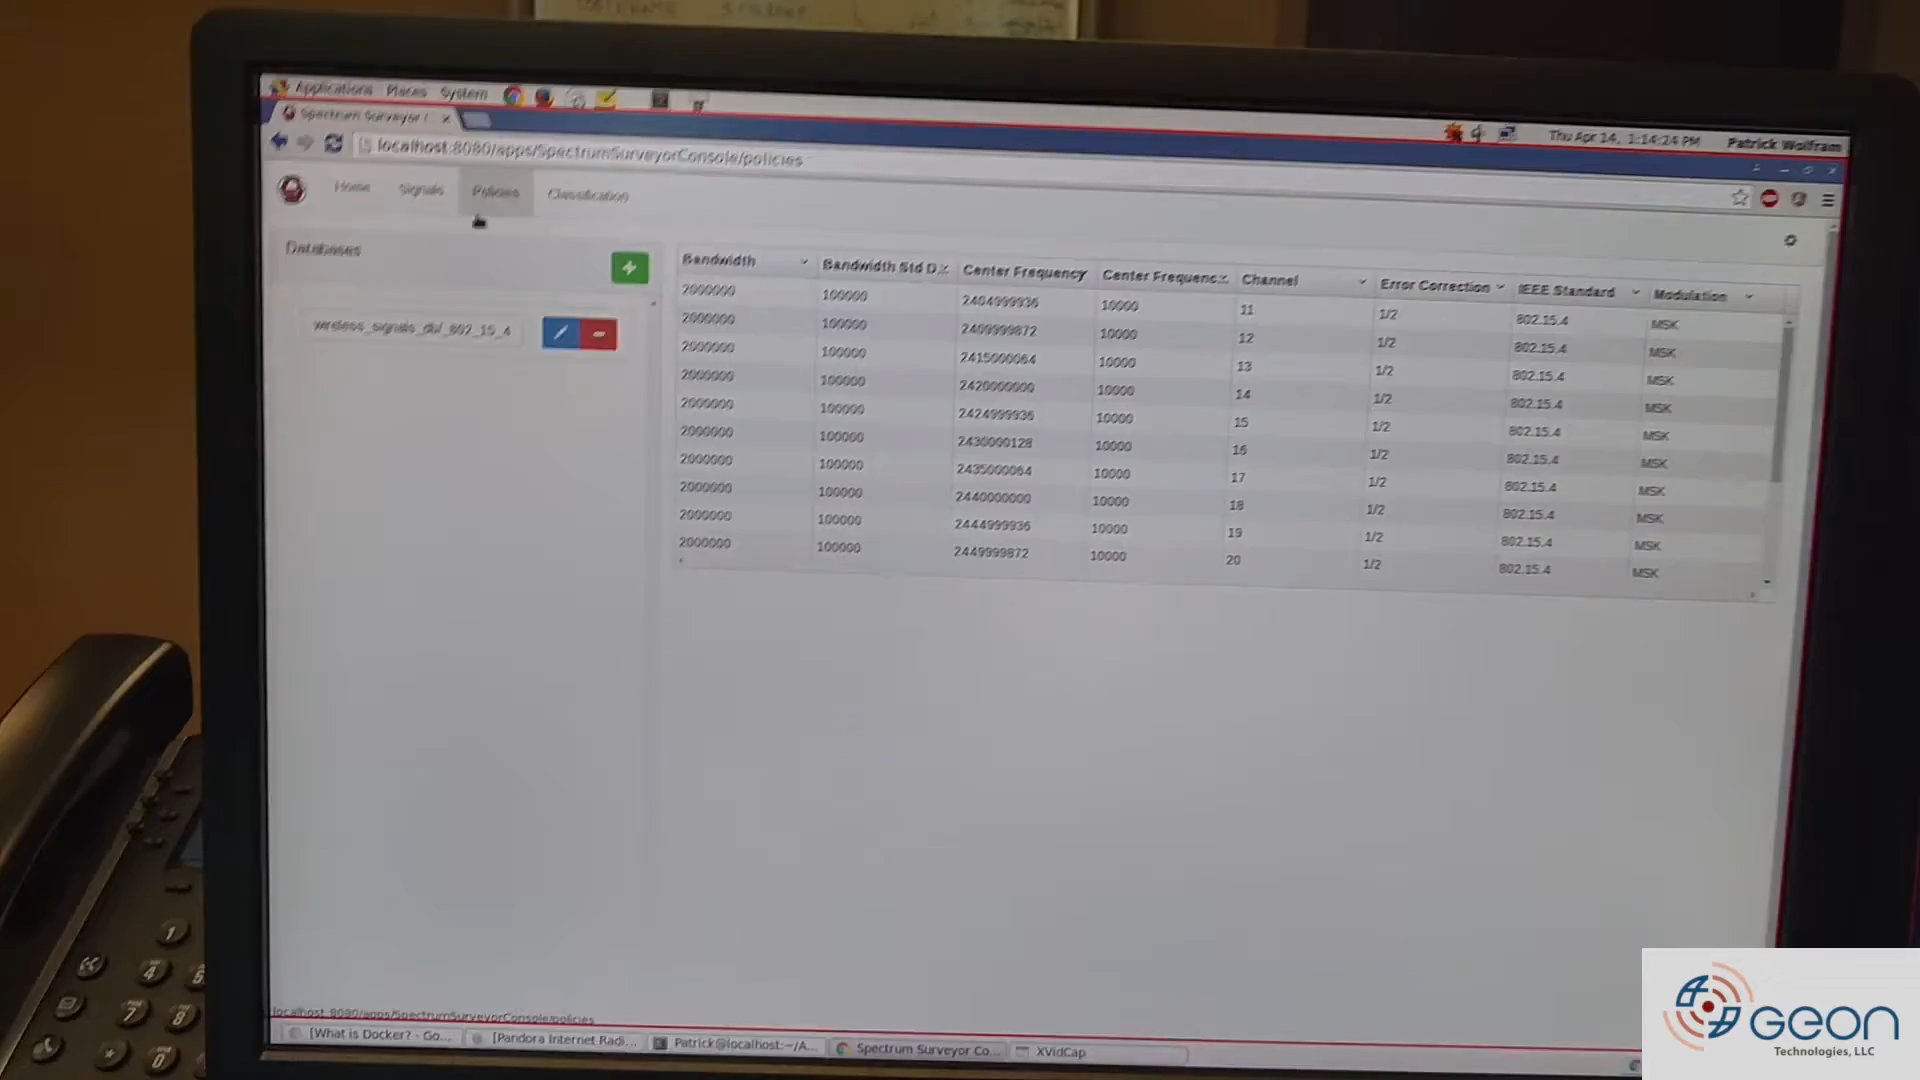 Applications Places System
Thu Apr 14, 1:14:24 PM Patrick Wolfram
Spectrum Surveyor
localhost:8080/apps/SpectrumSurveyorConsole/policies
Home Signals Policies Classification
Databases
wireless_signals_db/_802_15_4
Bandwidth Bandwidth Std D... Center Frequency Center Frequenc... Channel Error Correction IEEE Standard Modulation
2000000 100000 2404999936 10000 11 1/2 802.15.4 MSK
2000000 100000 2409999872 10000 12 1/2 802.15.4 MSK
2000000 100000 2415000064 10000 13 1/2 802.15.4 MSK
2000000 100000 2420000000 10000 14 1/2 802.15.4 MSK
2000000 100000 2424999936 10000 15 1/2 802.15.4 MSK
2000000 100000 2430000128 10000 16 1/2 802.15.4 MSK
2000000 100000 2435000064 10000 17 1/2 802.15.4 MSK
2000000 100000 2440000000 10000 18 1/2 802.15.4 MSK
2000000 100000 2444999936 10000 19 1/2 802.15.4 MSK
2000000 100000 2449999872 10000 20 1/2 802.15.4 MSK
localhost:8080/apps/SpectrumSurveyorConsole/policies
[What is Docker? - Go... [Pandora Internet Radi... Patrick@localhost:~/A... Spectrum Surveyor Co... XVidCap
1
4 5
7 8
* 0
GEON
Technologies, LLC